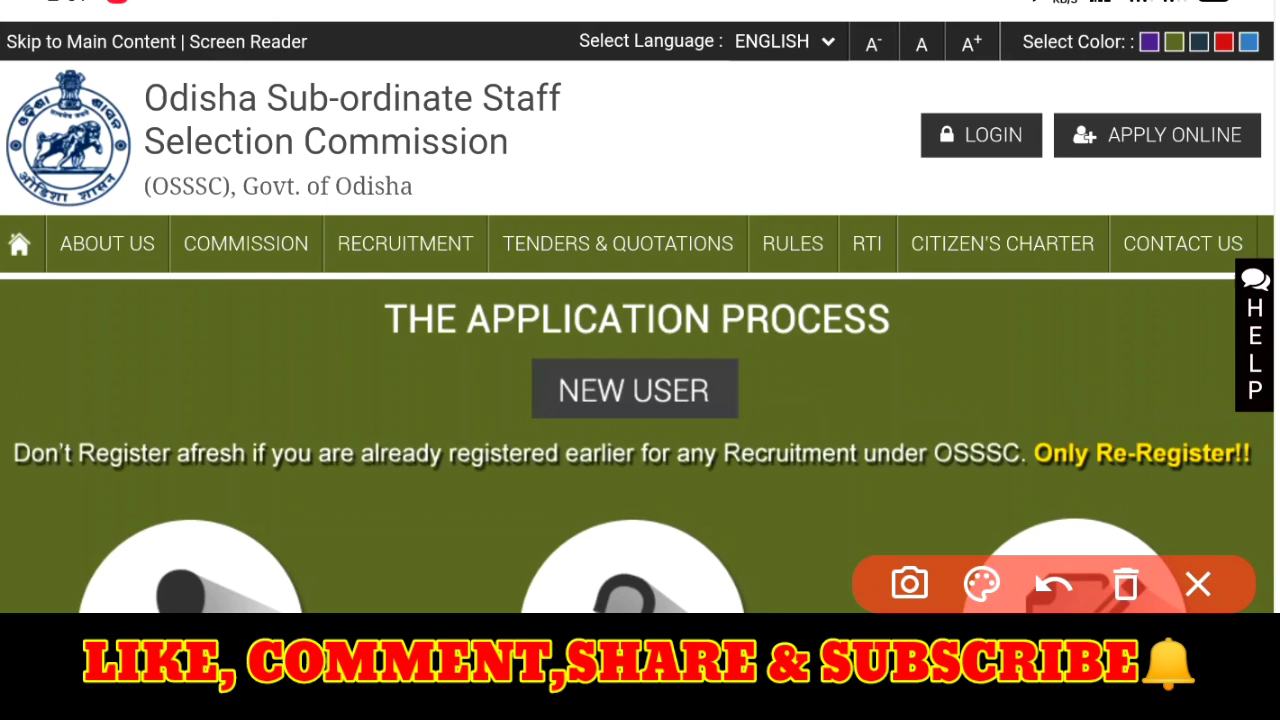 Skip to Main Content | Screen Reader
Select Language : ENGLISH A- A A+ Select Color: :
Odisha Sub-ordinate Staff
Selection Commission
(OSSSC), Govt. of Odisha
LOGIN
APPLY ONLINE
ABOUT US COMMISSION RECRUITMENT TENDERS & QUOTATIONS RULES RTI CITIZEN'S CHARTER CONTACT US
HELP
THE APPLICATION PROCESS
NEW USER
Don't Register afresh if you are already registered earlier for any Recruitment under OSSSC. Only Re-Register!!
LIKE, COMMENT,SHARE & SUBSCRIBE